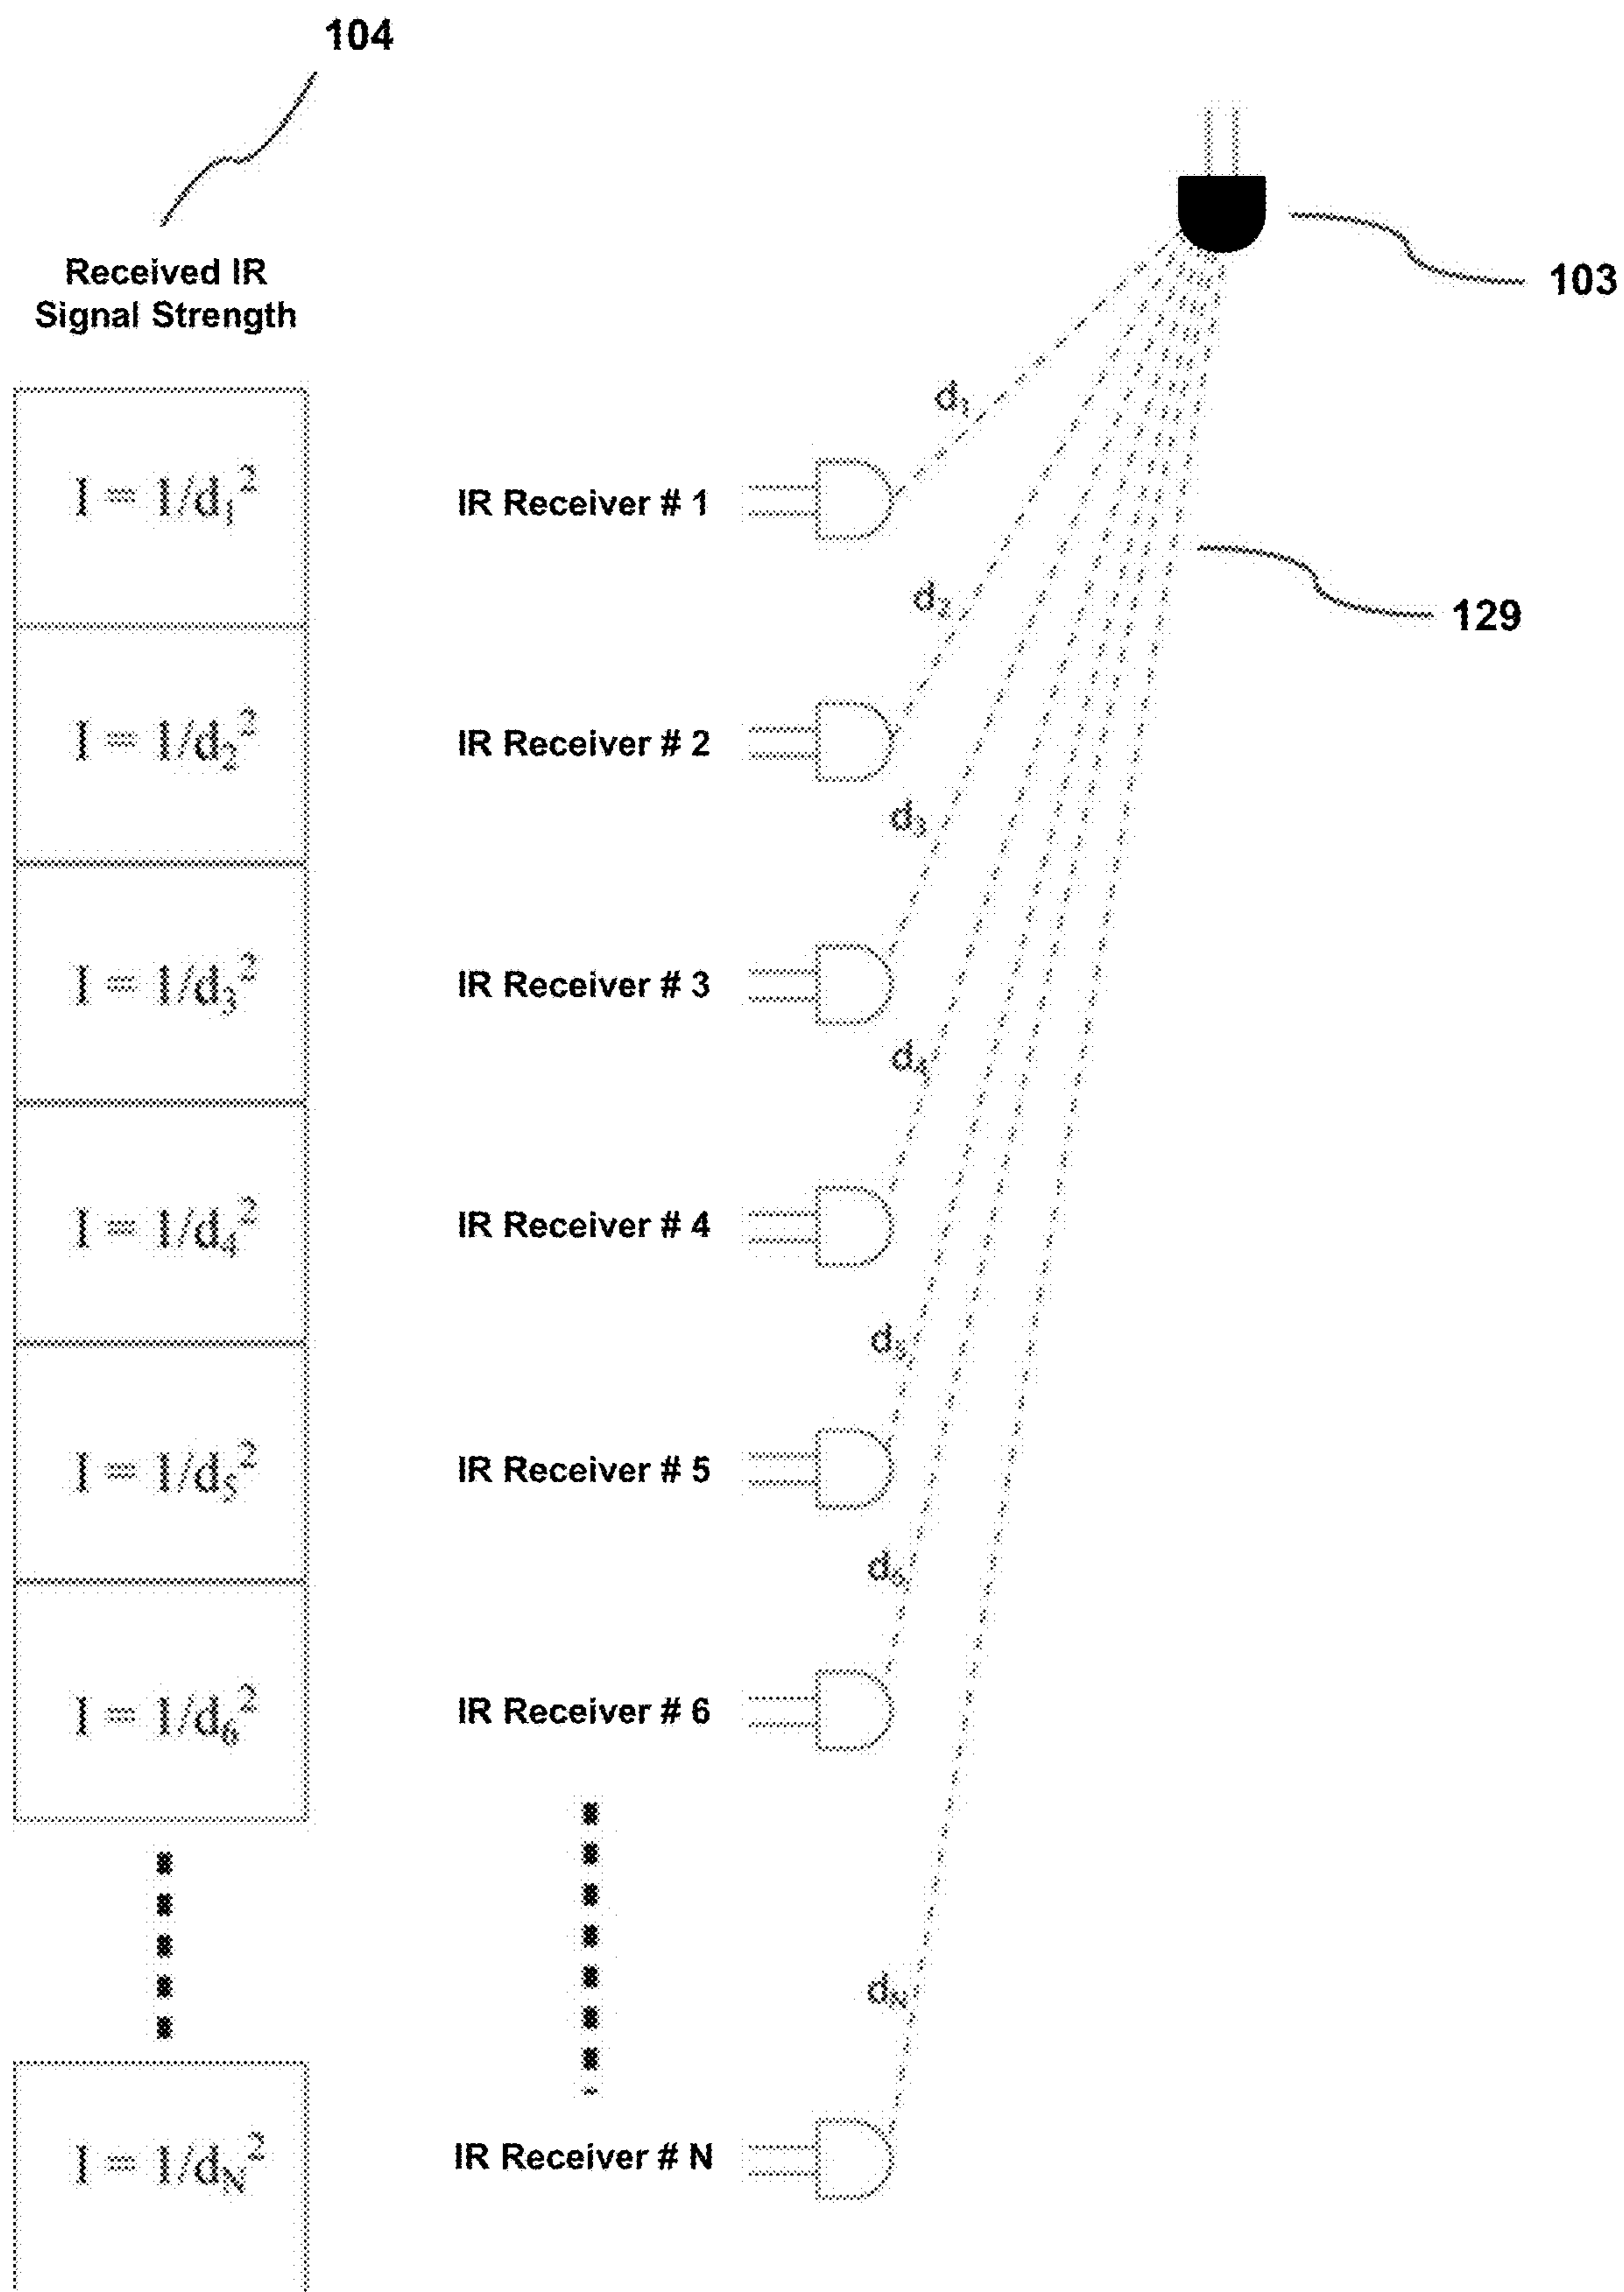 104
103
Received IR
Signal Strength
d₁
I = 1/d₁²
IR Receiver # 1
129
d₂
I = 1/d₂²
IR Receiver # 2
d₃
I = 1/d₃²
IR Receiver # 3
d₄
I = 1/d₄²
IR Receiver # 4
d₅
I = 1/d₅²
IR Receiver # 5
d₆
I = 1/d₆²
IR Receiver # 6
d_N
I = 1/d_N²
IR Receiver # N